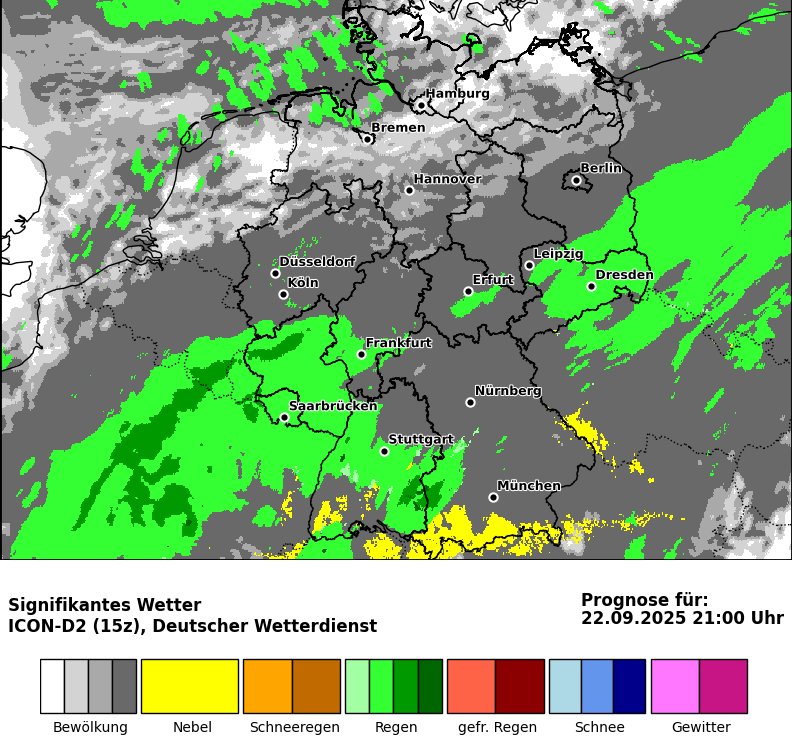 Hamburg
Bremen
Berlin
Hannover
Leipzig
Düsseldorf
Dresden
Köln
Erfurt
Frankfurt
Nürnberg
Saarbrücken
Stuttgart
München
Signifikantes Wetter
ICON-D2 (15z), Deutscher Wetterdienst
Prognose für:
22.09.2025 21:00 Uhr
Bewölkung Nebel Schneeregen Regen gefr. Regen Schnee Gewitter